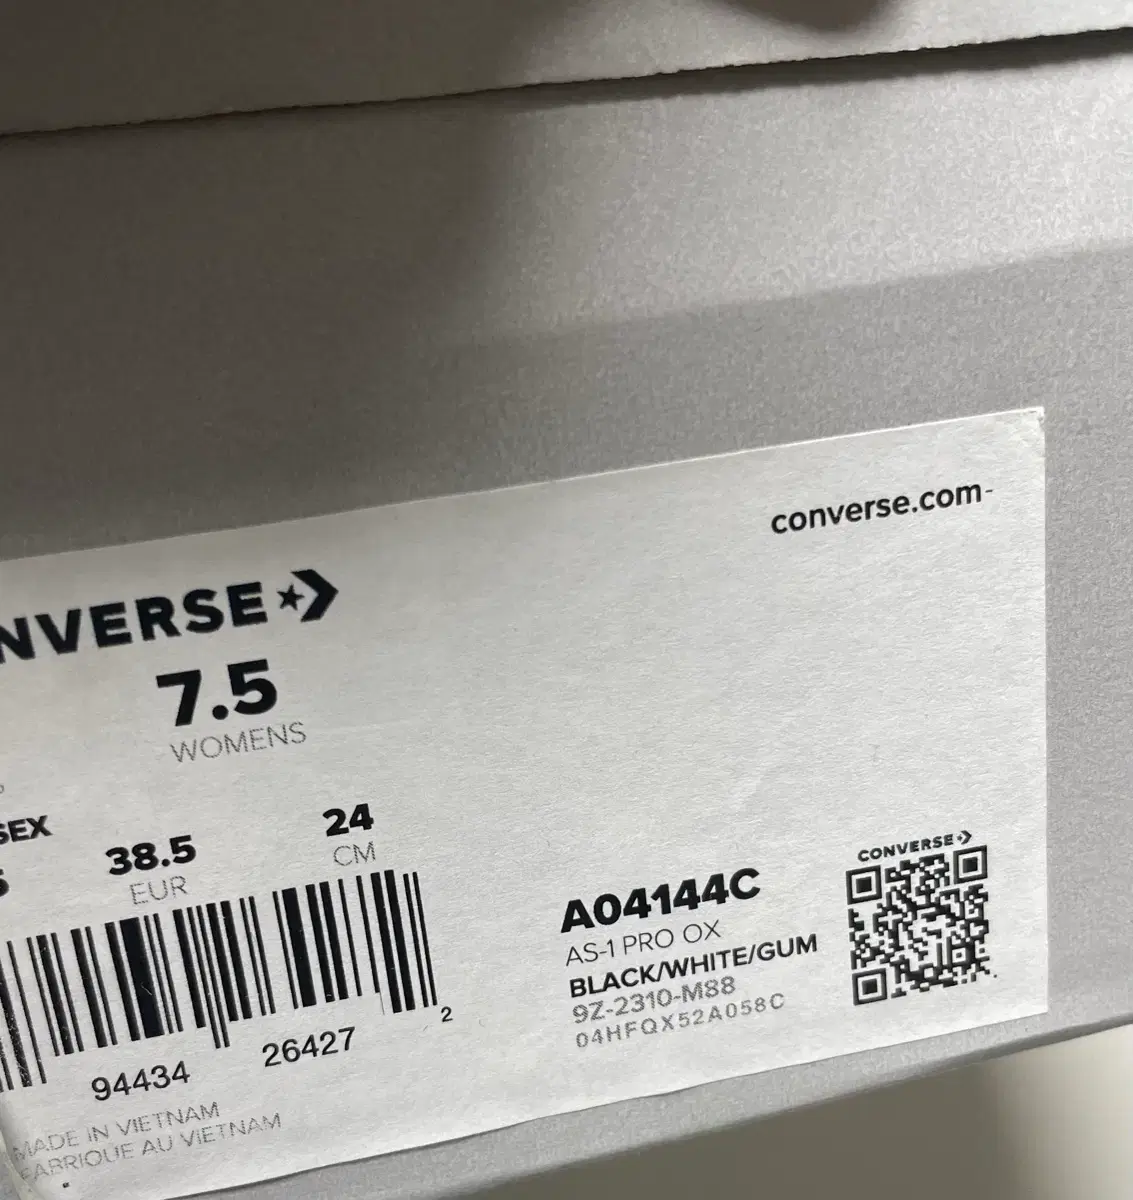 converse.com-
NVERSE
7.5
WOMENS
SEX
38.5
EUR
24
CM
94434 26427 2
MADE IN VIETNAM
FABRIQUE AU VIETNAM
A04144C
AS-1 PRO OX
BLACK/WHITE/GUM
9Z-2310-M88
04HFQX52A058C
CONVERSE